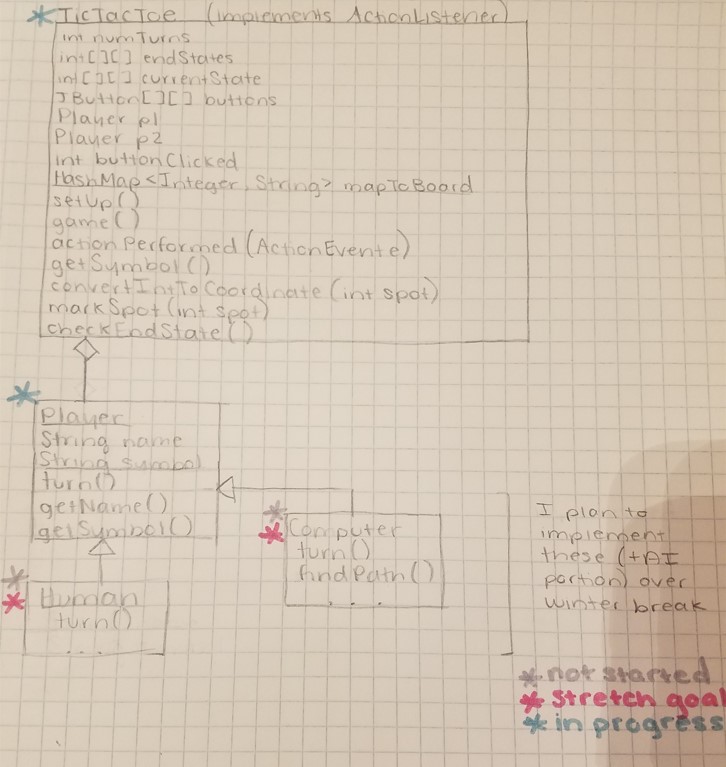 * TicTacToe (implements ActionListener)
int numTurns
int[][] endStates
int[][] currentState
JButton[][] buttons
Player p1
Player p2
int buttonClicked
HashMap<Integer, String> mapToBoard
setUp()
game()
actionPerformed(ActionEvent e)
getSymbol()
convertIntToCoordinate (int spot)
markSpot (int spot)
checkEndState()
*
Player
String name
String symbol
turn()
getName()
getSymbol()
*
* Computer
turn()
findPath()
...
*
* Human
turn()
...
I plan to
implement
these (+AI
portion) over
winter break
* not started
* stretch goal
* in progress